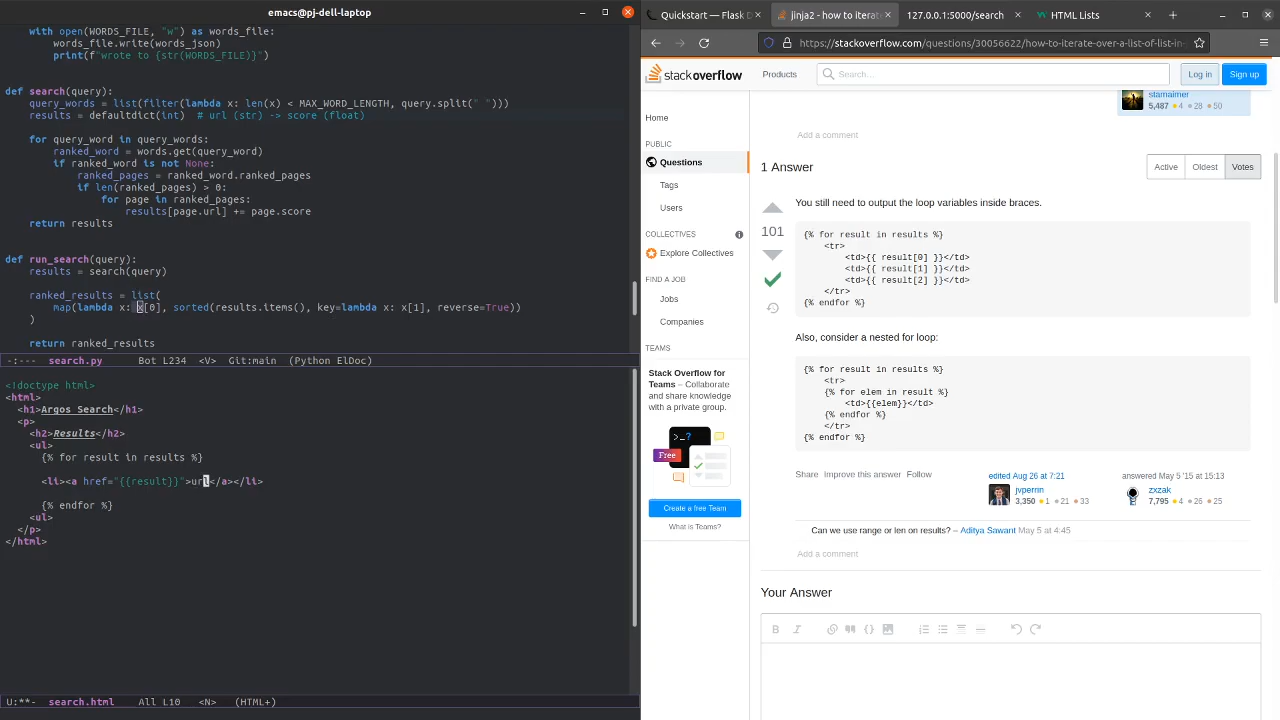 emacs@pj-dell-laptop
with open(WORDS_FILE, "w") as words_file:
words_file.write(words_json)
print(f"wrote to {str(WORDS_FILE)}")
def search(query):
query_words = list(filter(lambda x: len(x) < MAX_WORD_LENGTH, query.split(" ")))
results = defaultdict(int)  # url (str) -> score (float)
for query_word in query_words:
ranked_word = words.get(query_word)
if ranked_word is not None:
ranked_pages = ranked_word.ranked_pages
if len(ranked_pages) > 0:
for page in ranked_pages:
results[page.url] += page.score
return results
def run_search(query):
results = search(query)
ranked_results = list(
map(lambda x: x[0], sorted(results.items(), key=lambda x: x[1], reverse=True))
)
return ranked_results
-:---  search.py      Bot L234  <V>  Git:main  (Python ElDoc)
<!doctype html>
<html>
<h1>Argos Search</h1>
<p>
<h2>Results</h2>
<ul>
{% for result in results %}
<li><a href="{{result}}">url</a></li>
{% endfor %}
<ul>
</p>
</html>
U:**-  search.html    All L10   <N>   (HTML+)
Quickstart — Flask D
jinja2 - how to iterat
127.0.0.1:5000/search
HTML Lists
https://stackoverflow.com/questions/30056622/how-to-iterate-over-a-list-of-list-in-
stackoverflow
Products
Search…
Log in
Sign up
Home
PUBLIC
Questions
Tags
Users
COLLECTIVES
Explore Collectives
FIND A JOB
Jobs
Companies
TEAMS
Stack Overflow for
Teams – Collaborate
and share knowledge
with a private group.
>_?
Free
Create a free Team
What is Teams?
starnaimer
5,487 4 28 50
Add a comment
1 Answer
Active
Oldest
Votes
You still need to output the loop variables inside braces.
101
{% for result in results %}
<tr>
<td>{{ result[0] }}</td>
<td>{{ result[1] }}</td>
<td>{{ result[2] }}</td>
</tr>
{% endfor %}
Also, consider a nested for loop:
{% for result in results %}
<tr>
{% for elem in result %}
<td>{{elem}}</td>
{% endfor %}
</tr>
{% endfor %}
Share Improve this answer Follow
edited Aug 26 at 7:21
jvperrin
3,350 1 21 33
answered May 5 '15 at 15:13
zxzak
7,795 4 26 25
Can we use range or len on results? – Aditya Sawant May 5 at 4:45
Add a comment
Your Answer
B
I